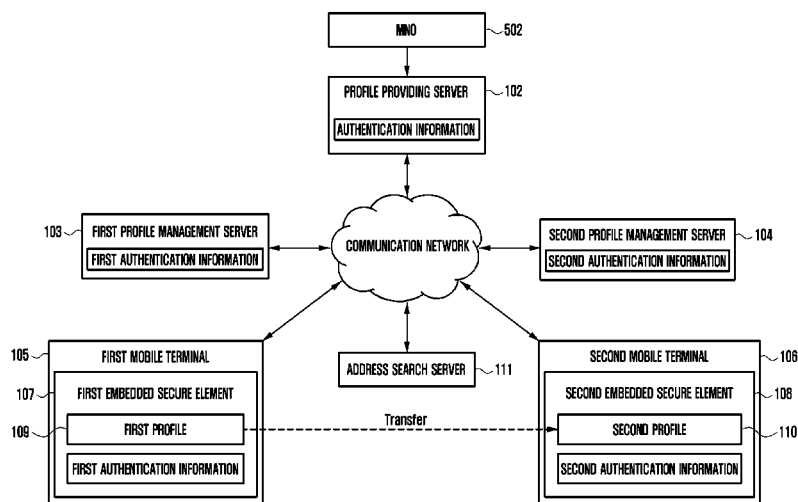 MNO
502
PROFILE PROVIDING SERVER
102
AUTHENTICATION INFORMATION
103
FIRST PROFILE MANAGEMENT SERVER
FIRST AUTHENTICATION INFORMATION
COMMUNICATION NETWORK
SECOND PROFILE MANAGEMENT SERVER
104
SECOND AUTHENTICATION INFORMATION
105
FIRST MOBILE TERMINAL
107
FIRST EMBEDDED SECURE ELEMENT
109
FIRST PROFILE
FIRST AUTHENTICATION INFORMATION
ADDRESS SEARCH SERVER
111
Transfer
SECOND MOBILE TERMINAL
106
SECOND EMBEDDED SECURE ELEMENT
108
SECOND PROFILE
110
SECOND AUTHENTICATION INFORMATION